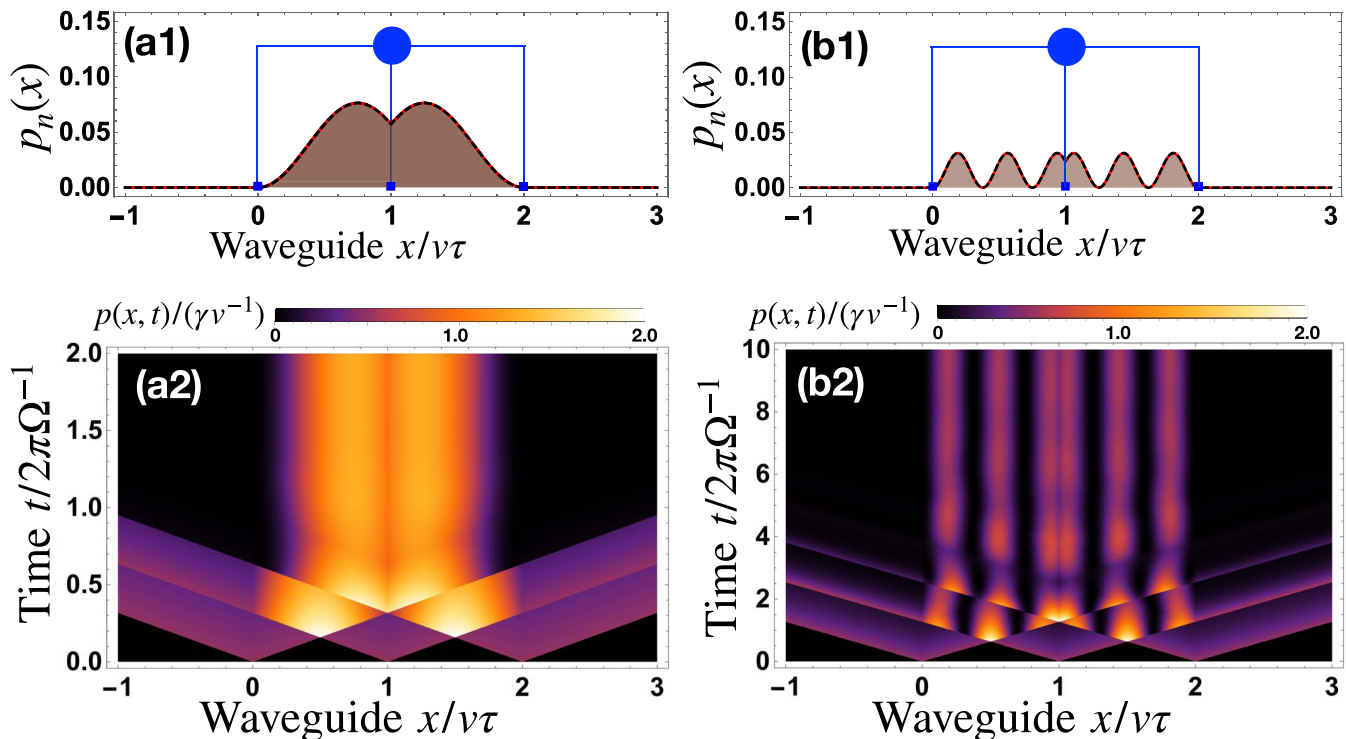 (a1)
0.15
0.10
0.05
0.00
pₙ(x)
−1 0 1 2 3
Waveguide x/vτ
(b1)
0.15
0.10
0.05
0.00
pₙ(x)
−1 0 1 2 3
Waveguide x/vτ
p(x, t)/(γv⁻¹)
0 1.0 2.0
(a2)
2.0
1.5
1.0
0.5
0.0
Time t/2πΩ⁻¹
−1 0 1 2 3
Waveguide x/vτ
p(x, t)/(γv⁻¹)
0 1.0 2.0
(b2)
10
8
6
4
2
0
Time t/2πΩ⁻¹
−1 0 1 2 3
Waveguide x/vτ